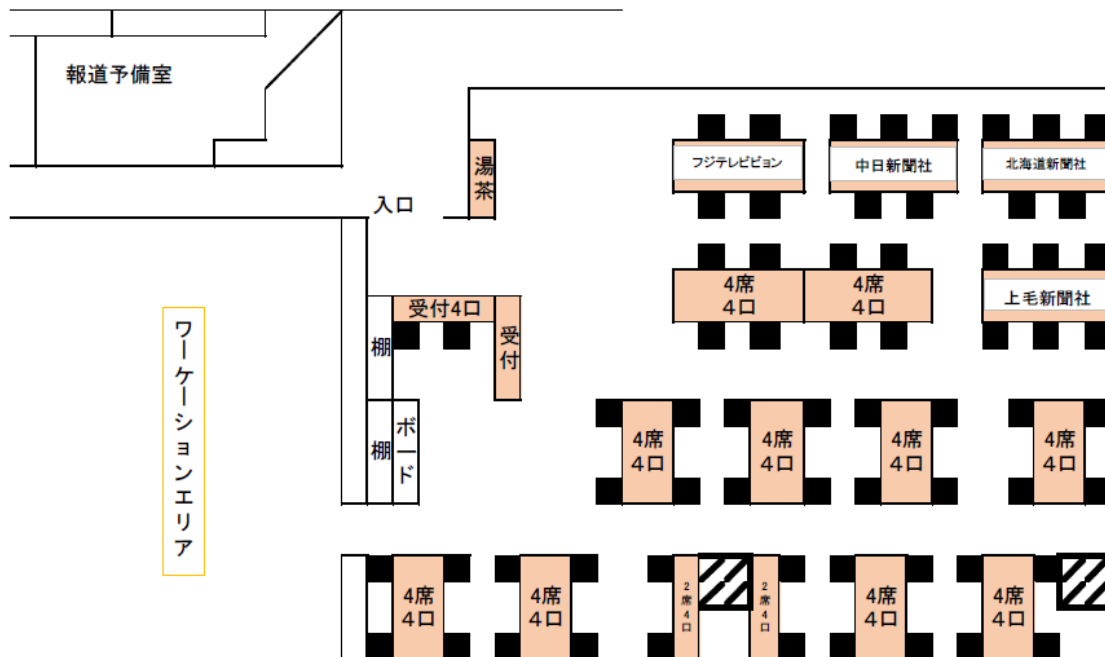 報道予備室
湯茶
フジテレビビョン
中日新聞社
北海道新聞社
入口
4席
4口
4席
4口
上毛新聞社
受付4口
受付
棚
ワーケーションエリア
棚
ボード
4席
4口
4席
4口
4席
4口
4席
4口
4席
4口
4席
4口
2席4口
2席4口
4席
4口
4席
4口